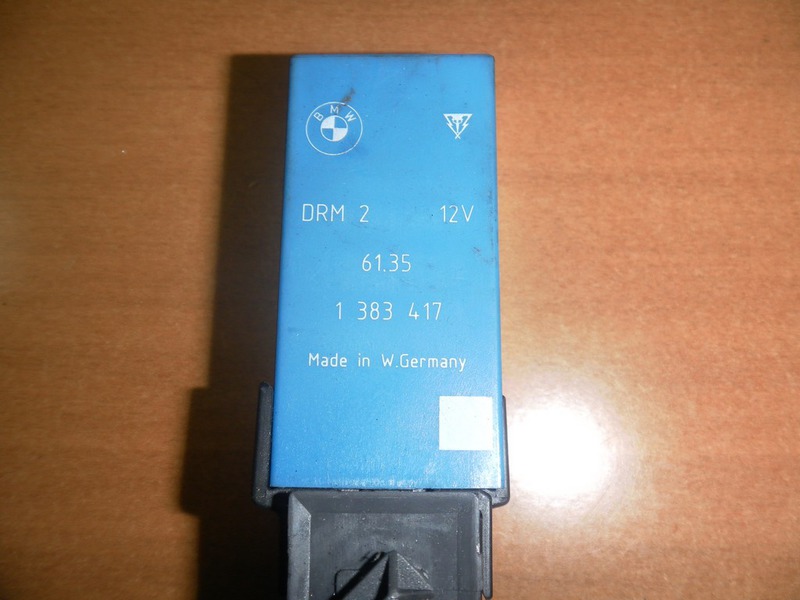 BMW
DRM 2 12V
61.35
1 383 417
Made in W.Germany